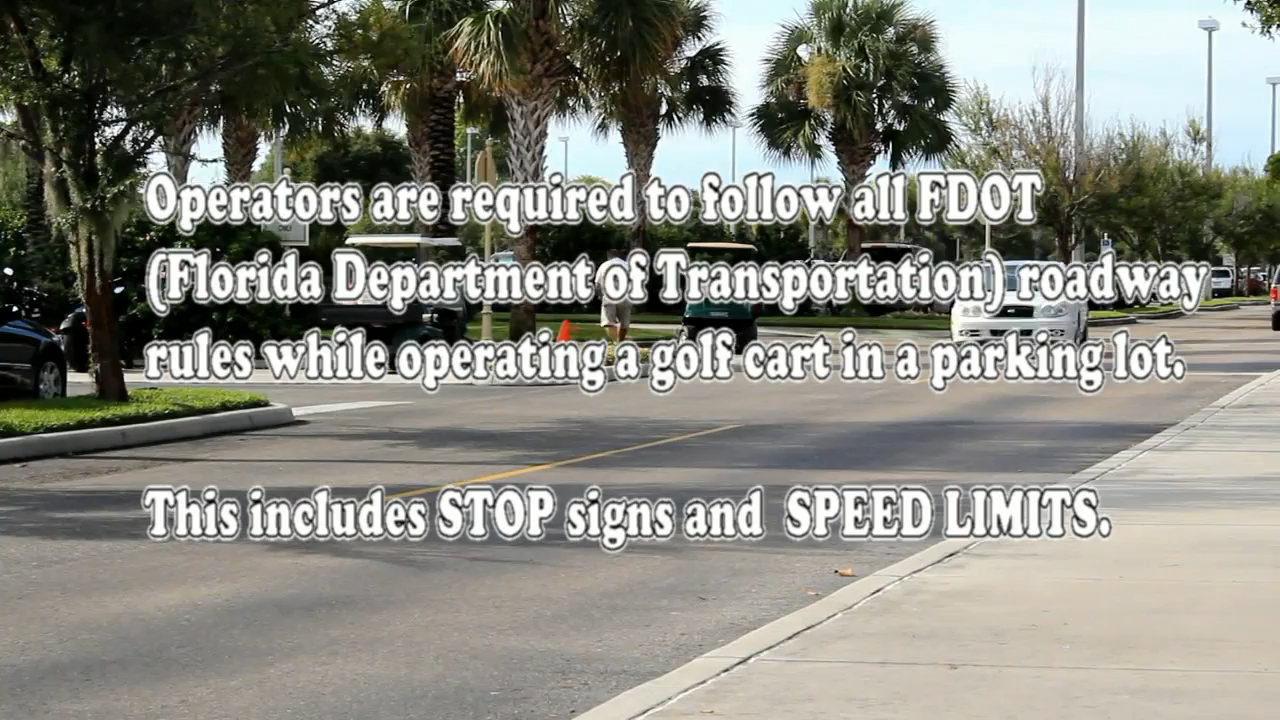 Operators are required to follow all FDOT
(Florida Department of Transportation) roadway
rules while operating a golf cart in a parking lot.
This includes STOP signs and SPEED LIMITS.